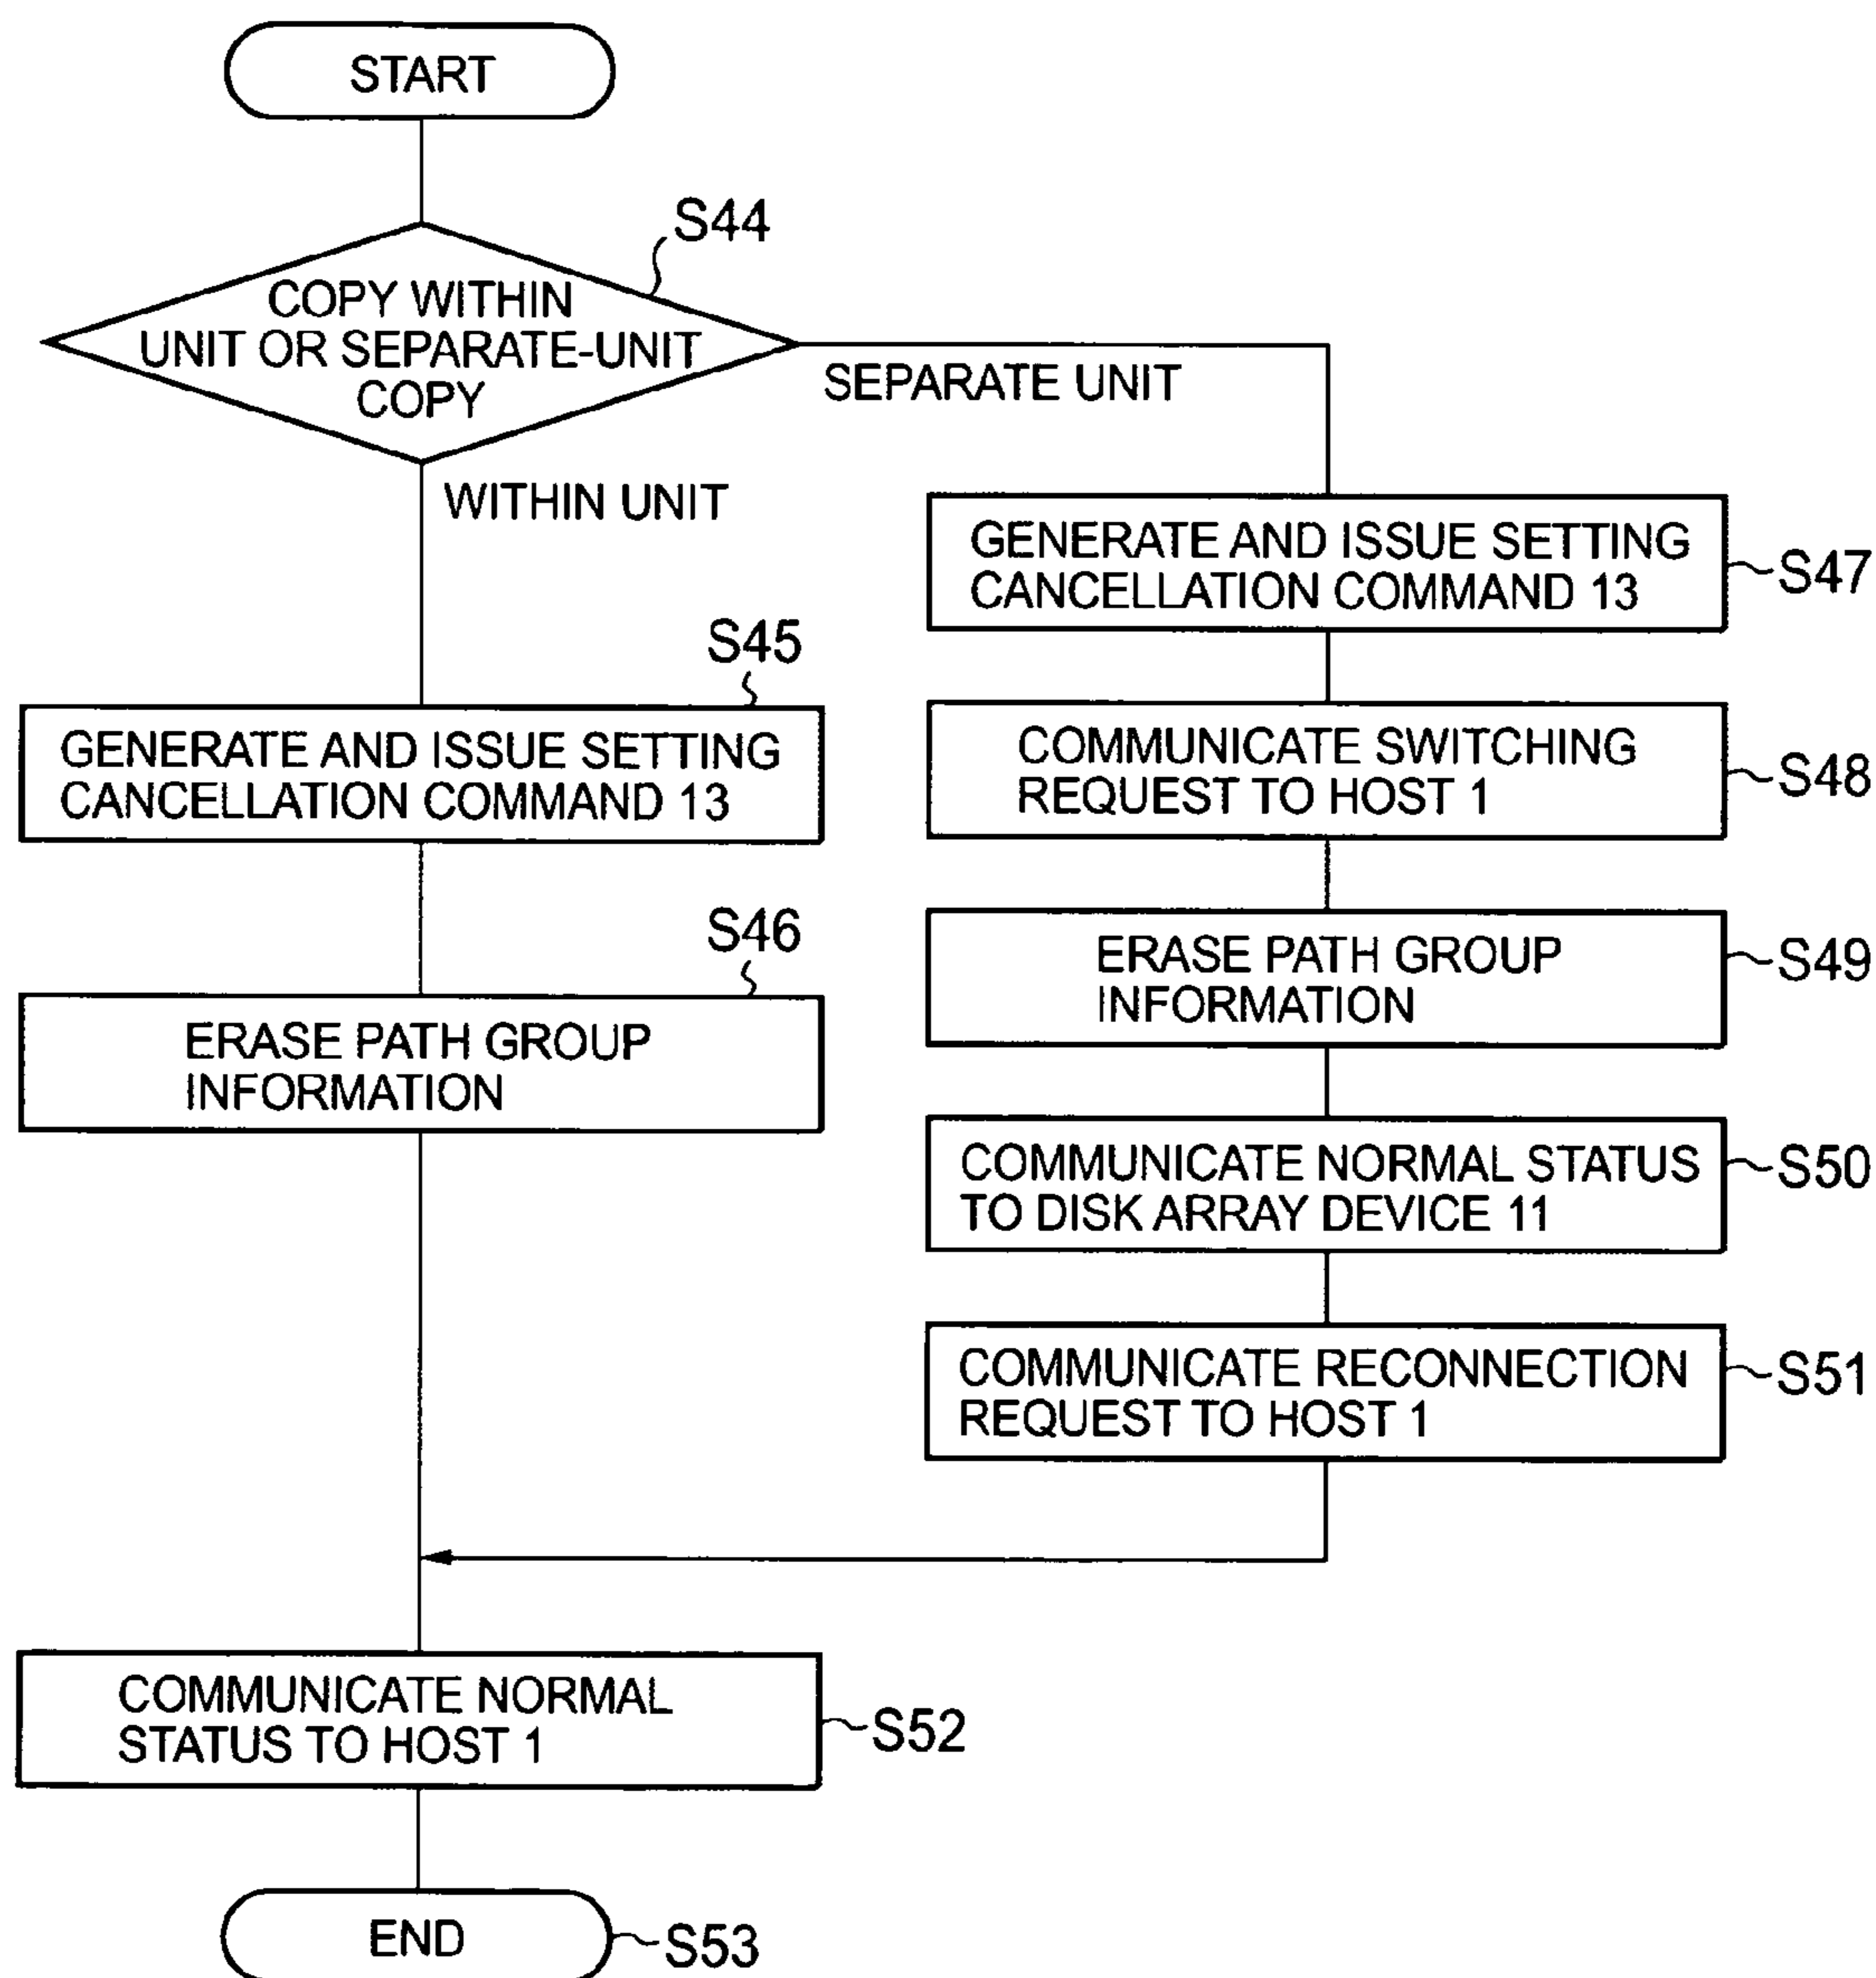 START
S44
COPY WITHIN
UNIT OR SEPARATE-UNIT
COPY
SEPARATE UNIT
WITHIN UNIT
S45
GENERATE AND ISSUE SETTING
CANCELLATION COMMAND 13
S46
ERASE PATH GROUP
INFORMATION
GENERATE AND ISSUE SETTING
CANCELLATION COMMAND 13
S47
COMMUNICATE SWITCHING
REQUEST TO HOST 1
S48
ERASE PATH GROUP
INFORMATION
S49
COMMUNICATE NORMAL STATUS
TO DISK ARRAY DEVICE 11
S50
COMMUNICATE RECONNECTION
REQUEST TO HOST 1
S51
COMMUNICATE NORMAL
STATUS TO HOST 1
S52
END
S53